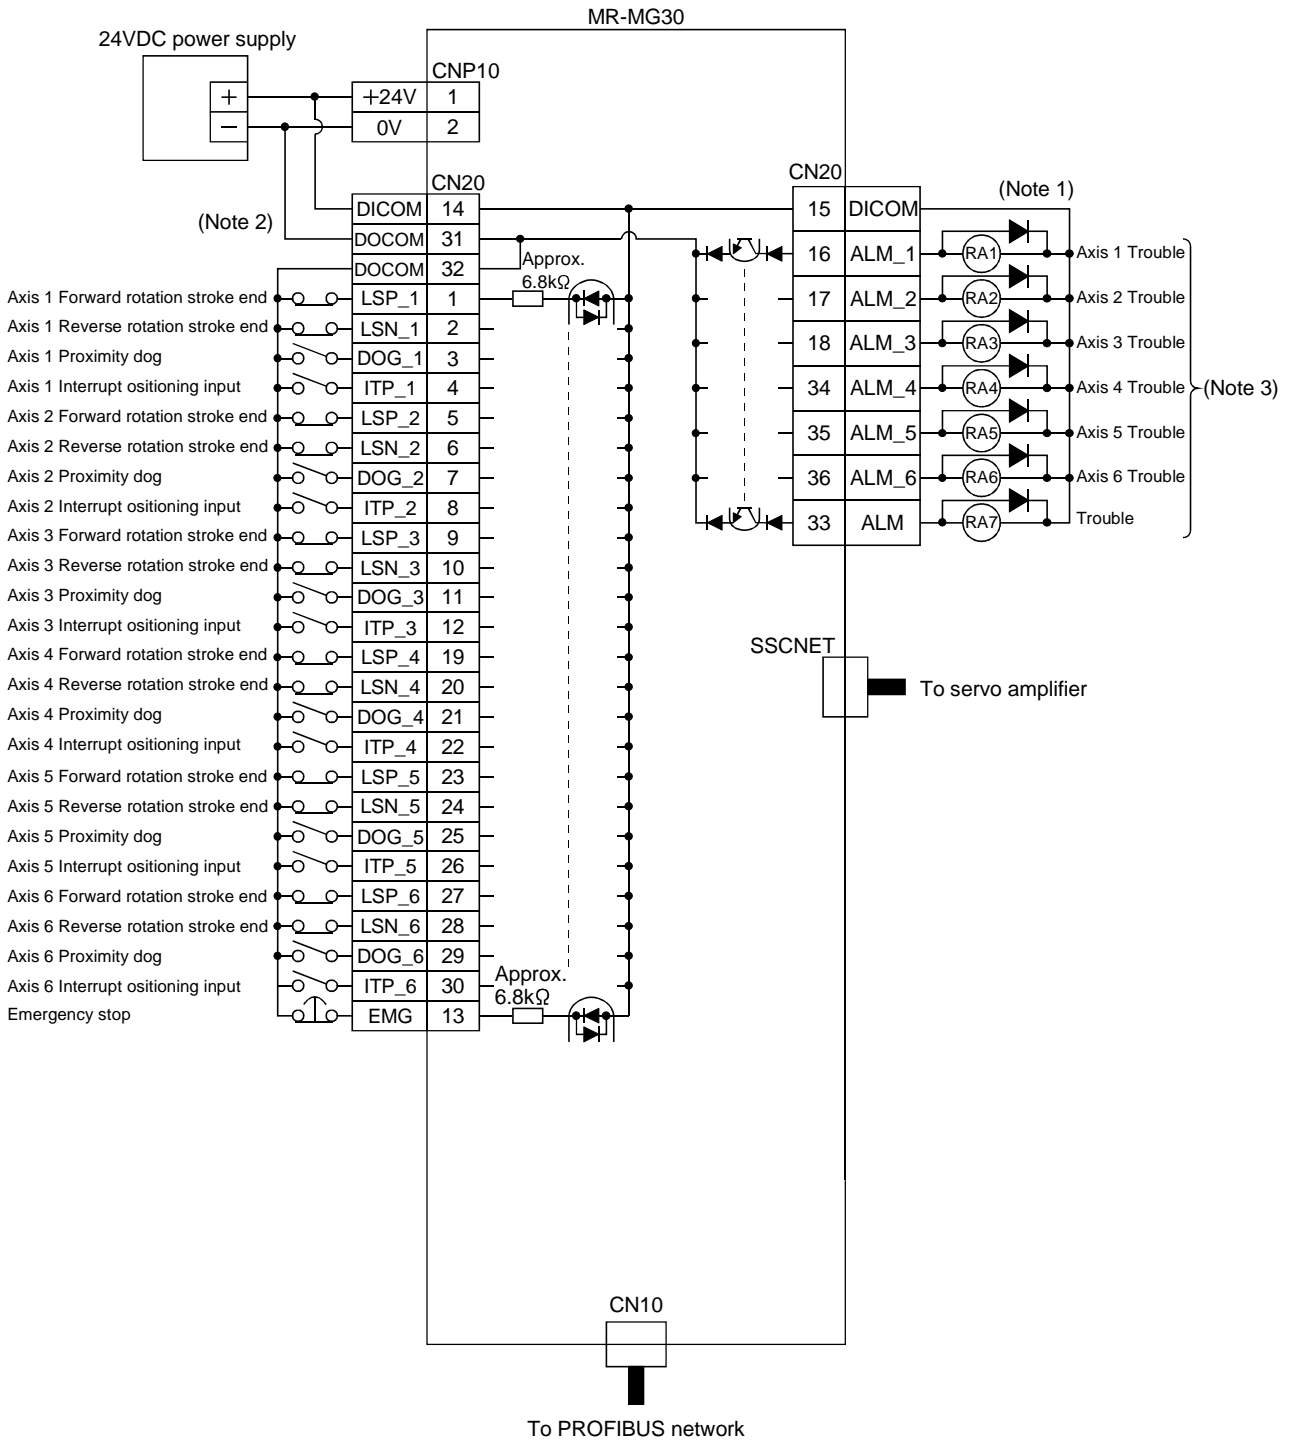 MR-MG30
24VDC power supply
CNP10
+ +24V 1
− 0V 2
CN20
(Note 2)
DICOM 14
DOCOM 31
DOCOM 32
Approx.
6.8kΩ
Axis 1 Forward rotation stroke end LSP_1 1
Axis 1 Reverse rotation stroke end LSN_1 2
Axis 1 Proximity dog DOG_1 3
Axis 1 Interrupt ositioning input ITP_1 4
Axis 2 Forward rotation stroke end LSP_2 5
Axis 2 Reverse rotation stroke end LSN_2 6
Axis 2 Proximity dog DOG_2 7
Axis 2 Interrupt ositioning input ITP_2 8
Axis 3 Forward rotation stroke end LSP_3 9
Axis 3 Reverse rotation stroke end LSN_3 10
Axis 3 Proximity dog DOG_3 11
Axis 3 Interrupt ositioning input ITP_3 12
Axis 4 Forward rotation stroke end LSP_4 19
Axis 4 Reverse rotation stroke end LSN_4 20
Axis 4 Proximity dog DOG_4 21
Axis 4 Interrupt ositioning input ITP_4 22
Axis 5 Forward rotation stroke end LSP_5 23
Axis 5 Reverse rotation stroke end LSN_5 24
Axis 5 Proximity dog DOG_5 25
Axis 5 Interrupt ositioning input ITP_5 26
Axis 6 Forward rotation stroke end LSP_6 27
Axis 6 Reverse rotation stroke end LSN_6 28
Axis 6 Proximity dog DOG_6 29
Axis 6 Interrupt ositioning input ITP_6 30
Emergency stop EMG 13
Approx.
6.8kΩ
CN20
(Note 1)
15 DICOM
16 ALM_1 RA1 Axis 1 Trouble
17 ALM_2 RA2 Axis 2 Trouble
18 ALM_3 RA3 Axis 3 Trouble
34 ALM_4 RA4 Axis 4 Trouble (Note 3)
35 ALM_5 RA5 Axis 5 Trouble
36 ALM_6 RA6 Axis 6 Trouble
33 ALM RA7 Trouble
SSCNET
To servo amplifier
CN10
To PROFIBUS network